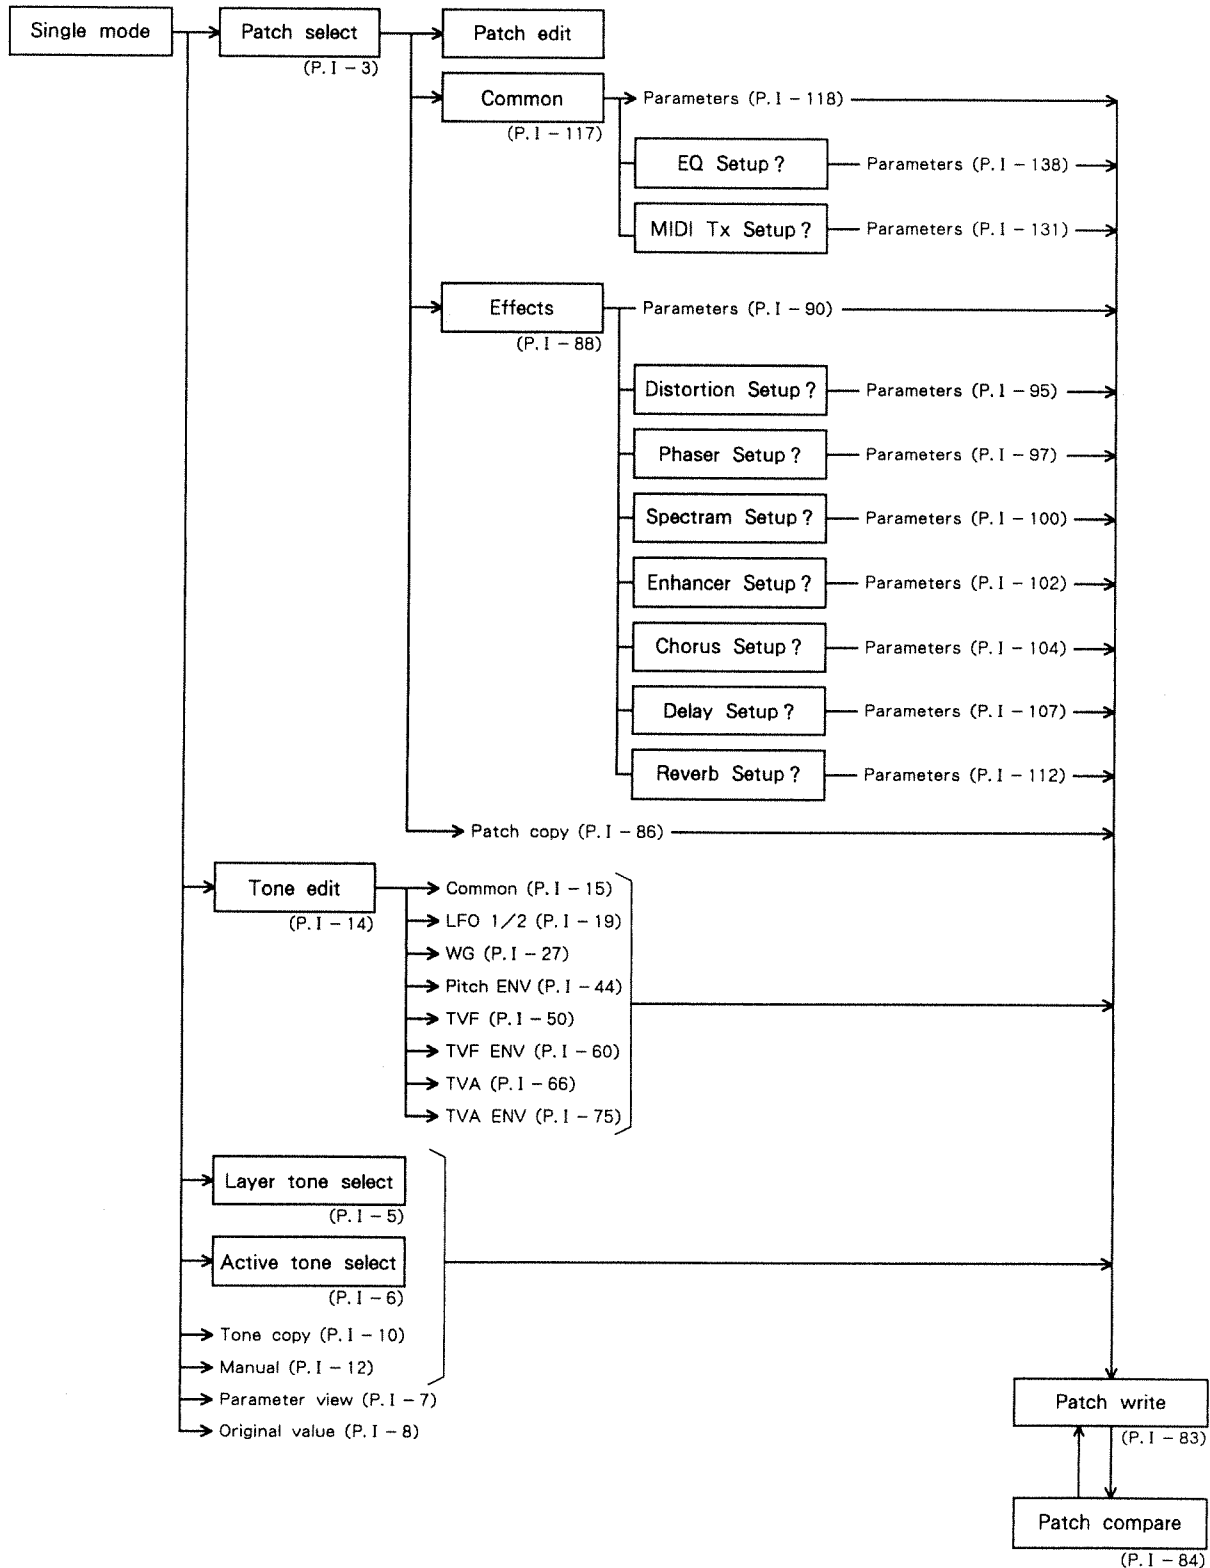 Single mode
Patch select
(P. I - 3)
Patch edit
Common
(P. I - 117)
Parameters (P. I - 118)
EQ Setup ?
Parameters (P. I - 138)
MIDI Tx Setup ?
Parameters (P. I - 131)
Effects
(P. I - 88)
Parameters (P. I - 90)
Distortion Setup ?
Parameters (P. I - 95)
Phaser Setup ?
Parameters (P. I - 97)
Spectram Setup ?
Parameters (P. I - 100)
Enhancer Setup ?
Parameters (P. I - 102)
Chorus Setup ?
Parameters (P. I - 104)
Delay Setup ?
Parameters (P. I - 107)
Reverb Setup ?
Parameters (P. I - 112)
Patch copy (P. I - 86)
Tone edit
(P. I - 14)
Common (P. I - 15)
LFO 1/2 (P. I - 19)
WG (P. I - 27)
Pitch ENV (P. I - 44)
TVF (P. I - 50)
TVF ENV (P. I - 60)
TVA (P. I - 66)
TVA ENV (P. I - 75)
Layer tone select
(P. I - 5)
Active tone select
(P. I - 6)
Tone copy (P. I - 10)
Manual (P. I - 12)
Parameter view (P. I - 7)
Original value (P. I - 8)
Patch write
(P. I - 83)
Patch compare
(P. I - 84)